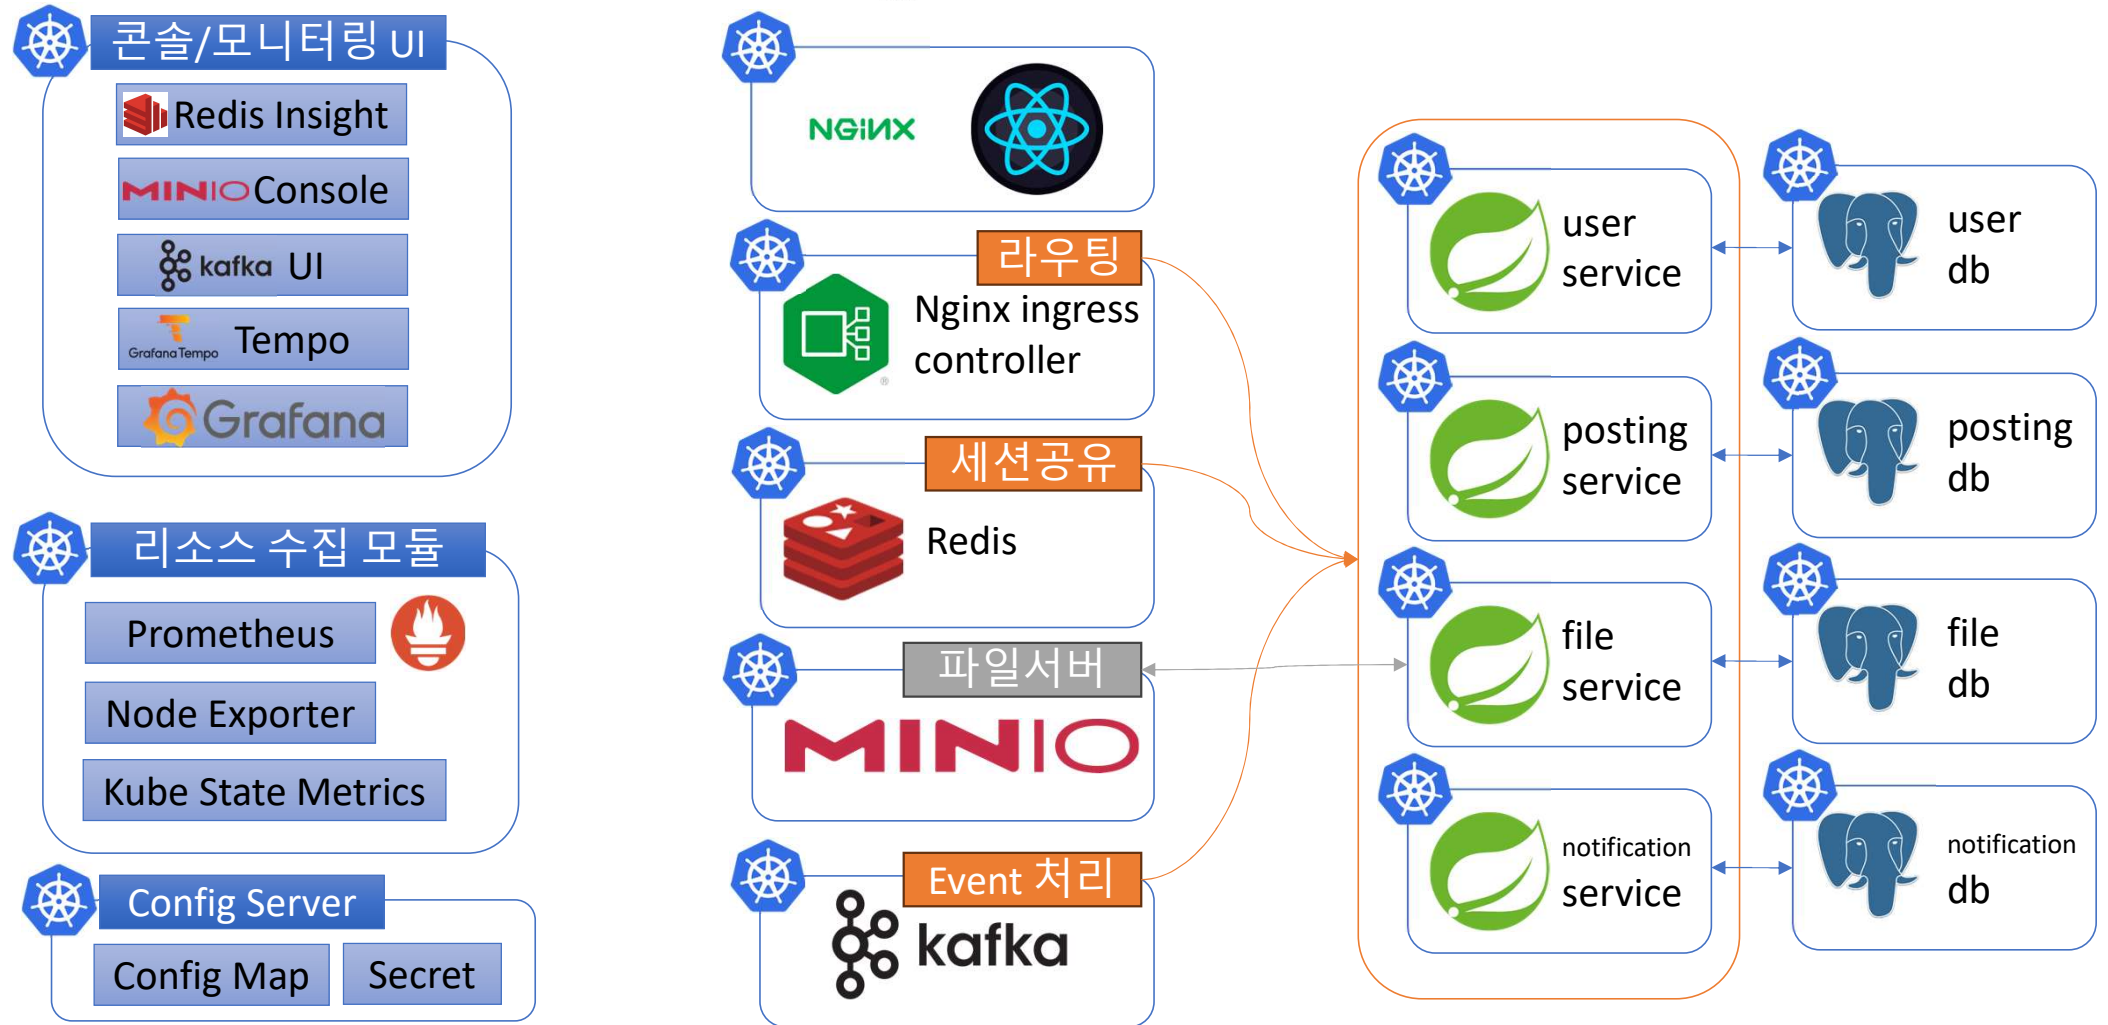 콘솔/모니터링 UI
Redis Insight
MINIO Console
kafka UI
Grafana Tempo Tempo
Grafana
리소스 수집 모듈
Prometheus
Node Exporter
Kube State Metrics
Config Server
Config Map
Secret
NGINX
라우팅
Nginx ingress
controller
세션공유
Redis
파일서버
MINIO
Event 처리
kafka
user
service
user
db
posting
service
posting
db
file
service
file
db
notification
service
notification
db